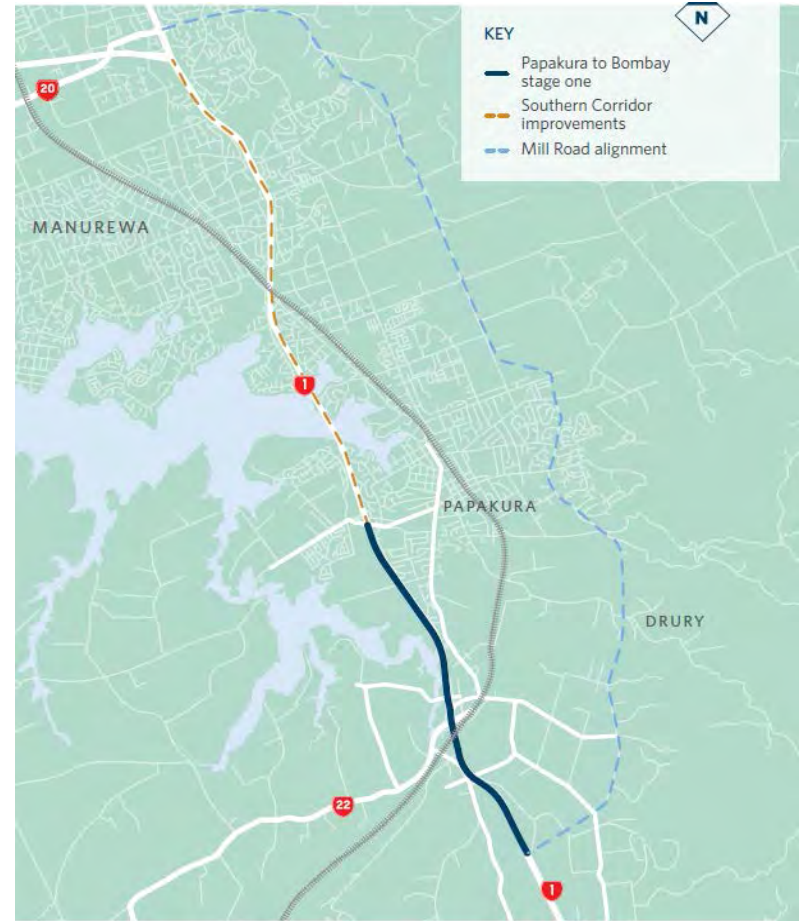 N
KEY
Papakura to Bombay
stage one
Southern Corridor
improvements
Mill Road alignment
20
MANUREWA
1
PAPAKURA
DRURY
22
1